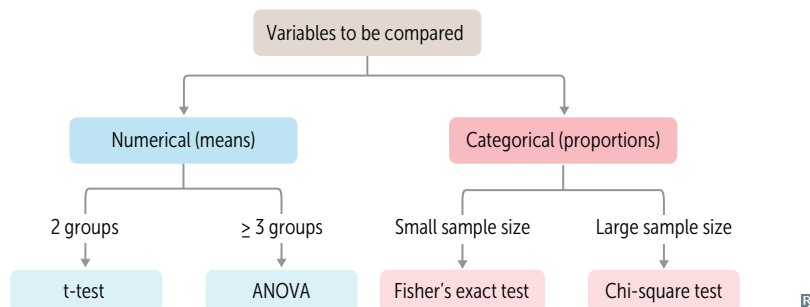 Variables to be compared
Numerical (means)
Categorical (proportions)
2 groups
≥ 3 groups
Small sample size
Large sample size
t-test
ANOVA
Fisher’s exact test
Chi-square test